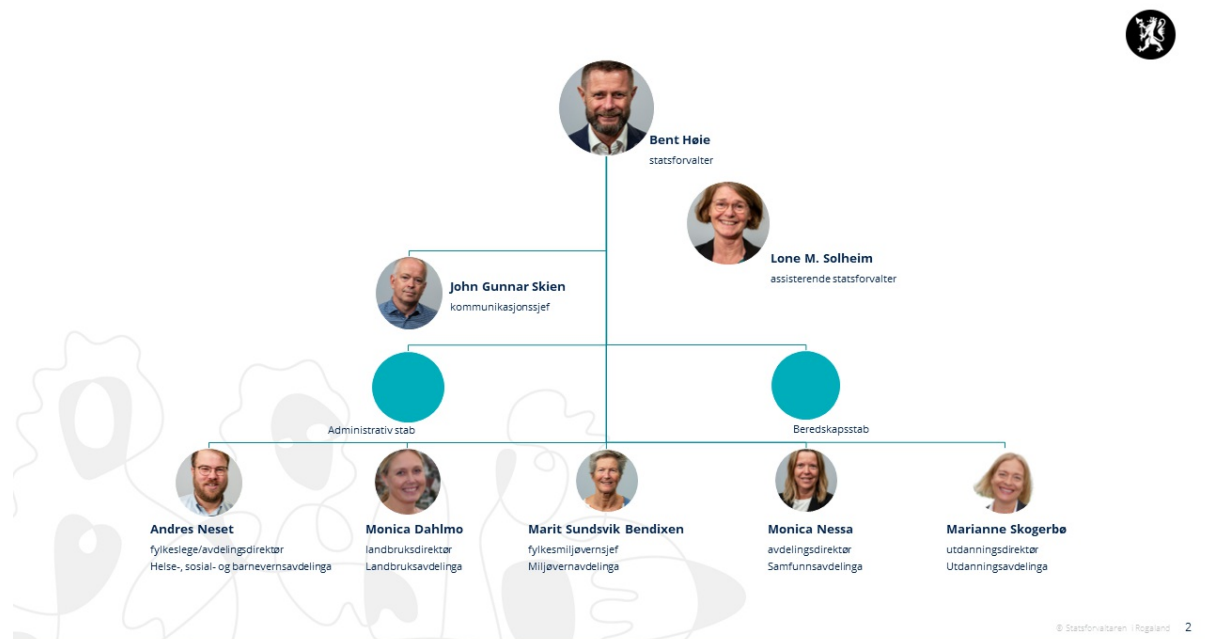 Bent Høie
statsforvalter
Lone M. Solheim
assisterende statsforvalter
John Gunnar Skien
kommunikasjonssjef
Administrativ stab
Beredskapsstab
Andres Neset
fylkeslege/avdelingsdirektør
Helse-, sosial- og barnevernsavdelinga
Monica Dahlmo
landbruksdirektør
Landbruksavdelinga
Marit Sundsvik Bendixen
fylkesmiljøvernsjef
Miljøvernavdelinga
Monica Nessa
avdelingsdirektør
Samfunnsavdelinga
Marianne Skogerbø
utdanningsdirektør
Utdanningsavdelinga
© Statsforvaltaren i Rogaland 2